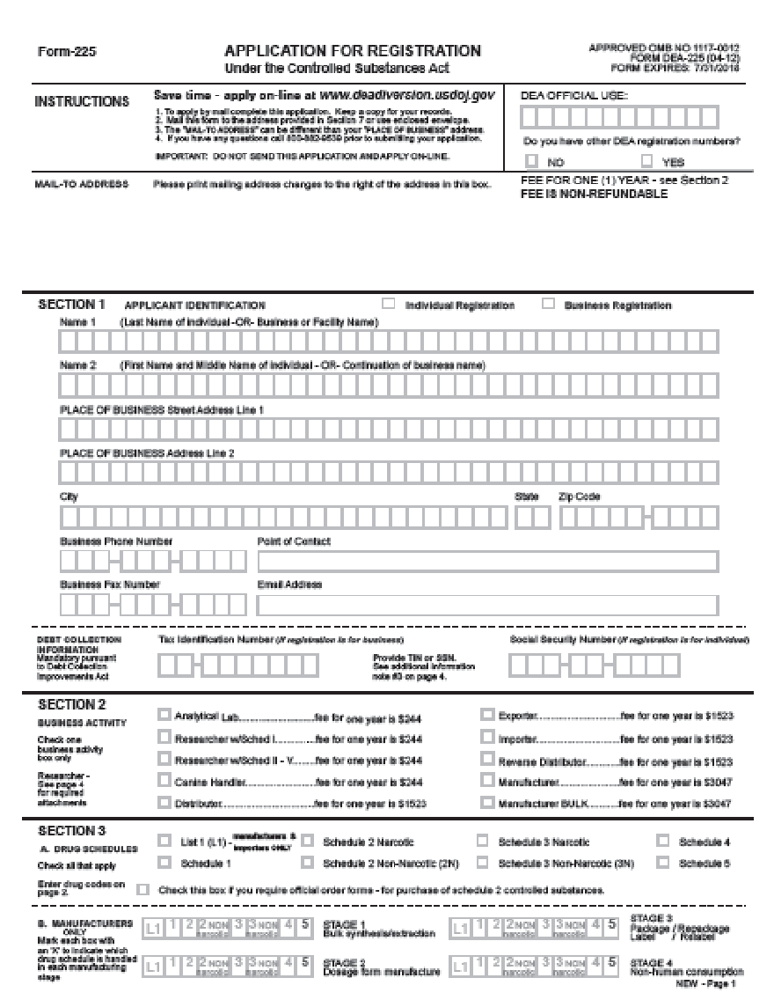 Form-225
APPLICATION FOR REGISTRATION
Under the Controlled Substances Act
APPROVED OMB NO 1117-0012
FORM DEA-225 (04-12)
FORM EXPIRES: 7/31/2018
INSTRUCTIONS
Save time - apply on-line at www.deadiversion.usdoj.gov
1. To apply by mail complete this application. Keep a copy for your records.
2. Mail this form to the address provided in Section 7 or use enclosed envelope.
3. The "MAIL-TO ADDRESS" can be different than your "PLACE OF BUSINESS" address.
4. If you have any questions call 800-882-9539 prior to submitting your application.
IMPORTANT: DO NOT SEND THIS APPLICATION AND APPLY ON-LINE.
DEA OFFICIAL USE:
Do you have other DEA registration numbers?
NO YES
MAIL-TO ADDRESS
Please print mailing address changes to the right of the address in this box.
FEE FOR ONE (1) YEAR - see Section 2
FEE IS NON-REFUNDABLE
SECTION 1 APPLICANT IDENTIFICATION Individual Registration Business Registration
Name 1 (Last Name of individual -OR- Business or Facility Name)
Name 2 (First Name and Middle Name of individual - OR- Continuation of business name)
PLACE OF BUSINESS Street Address Line 1
PLACE OF BUSINESS Address Line 2
City State Zip Code
Business Phone Number Point of Contact
Business Fax Number Email Address
DEBT COLLECTION
INFORMATION
Mandatory pursuant
to Debt Collection
Improvements Act
Tax Identification Number (if registration is for business)
Provide TIN or SSN.
See additional information
note #3 on page 4.
Social Security Number (if registration is for individual)
SECTION 2
BUSINESS ACTIVITY
Check one
business activity
box only
Researcher -
See page 4
for required
attachments
Analytical Lab..................fee for one year is $244
Researcher w/Sched I...........fee for one year is $244
Researcher w/Sched II - V......fee for one year is $244
Canine Handler.................fee for one year is $244
Distributor....................fee for one year is $1523
Exporter.......................fee for one year is $1523
Importer.......................fee for one year is $1523
Reverse Distributor............fee for one year is $1523
Manufacturer...................fee for one year is $3047
Manufacturer BULK..............fee for one year is $3047
SECTION 3
A. DRUG SCHEDULES
Check all that apply
List 1 (L1) - manufacturers & importers ONLY Schedule 2 Narcotic Schedule 3 Narcotic Schedule 4
Schedule 1 Schedule 2 Non-Narcotic (2N) Schedule 3 Non-Narcotic (3N) Schedule 5
Enter drug codes on
page 2.
Check this box if you require official order forms - for purchase of schedule 2 controlled substances.
B. MANUFACTURERS
ONLY
Mark each box with
an 'X' to indicate which
drug schedule is handled
in each manufacturing
stage
L1 1 2 2 NON narcotic 3 3 NON narcotic 4 5
STAGE 1
Bulk synthesis/extraction
L1 1 2 2 NON narcotic 3 3 NON narcotic 4 5
STAGE 3
Package / Repackage
Label / Relabel
L1 1 2 2 NON narcotic 3 3 NON narcotic 4 5
STAGE 2
Dosage form manufacture
L1 1 2 2 NON narcotic 3 3 NON narcotic 4 5
STAGE 4
Non-human consumption
NEW - Page 1